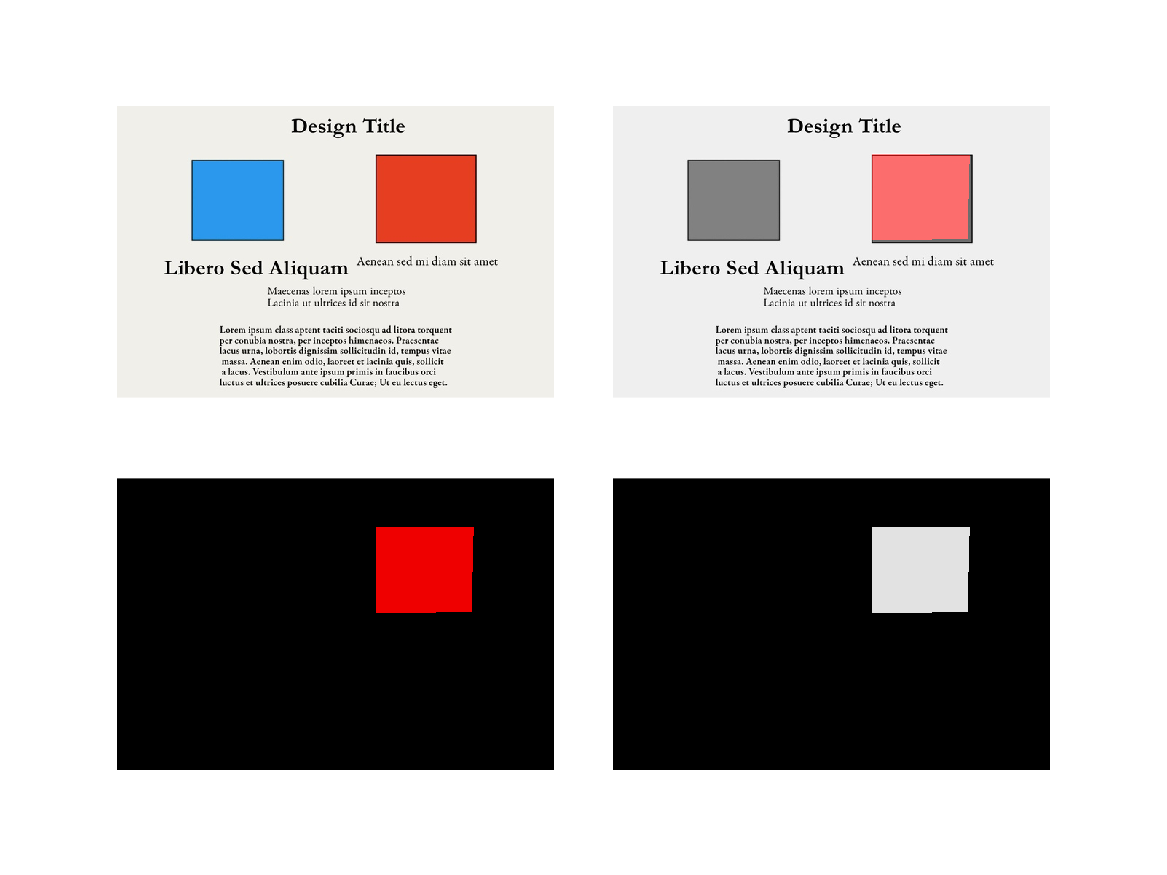 Design Title
Libero Sed Aliquam
Aenean sed mi diam sit amet
Maecenas lorem ipsum inceptos
Lacinia ut ultrices id sit nostra
Lorem ipsum class aptent taciti sociosqu ad litora torquent
per conubia nostra, per inceptos himenaeos. Praesentae
lacus urna, lobortis dignissim sollicitudin id, tempus vitae
massa. Aenean enim odio, laoreet et lacinia quis, sollicit
a lacus. Vestibulum ante ipsum primis in faucibus orci
luctus et ultrices posuere cubilia Curae; Ut eu lectus eget.
Design Title
Libero Sed Aliquam
Aenean sed mi diam sit amet
Maecenas lorem ipsum inceptos
Lacinia ut ultrices id sit nostra
Lorem ipsum class aptent taciti sociosqu ad litora torquent
per conubia nostra, per inceptos himenaeos. Praesentae
lacus urna, lobortis dignissim sollicitudin id, tempus vitae
massa. Aenean enim odio, laoreet et lacinia quis, sollicit
a lacus. Vestibulum ante ipsum primis in faucibus orci
luctus et ultrices posuere cubilia Curae; Ut eu lectus eget.